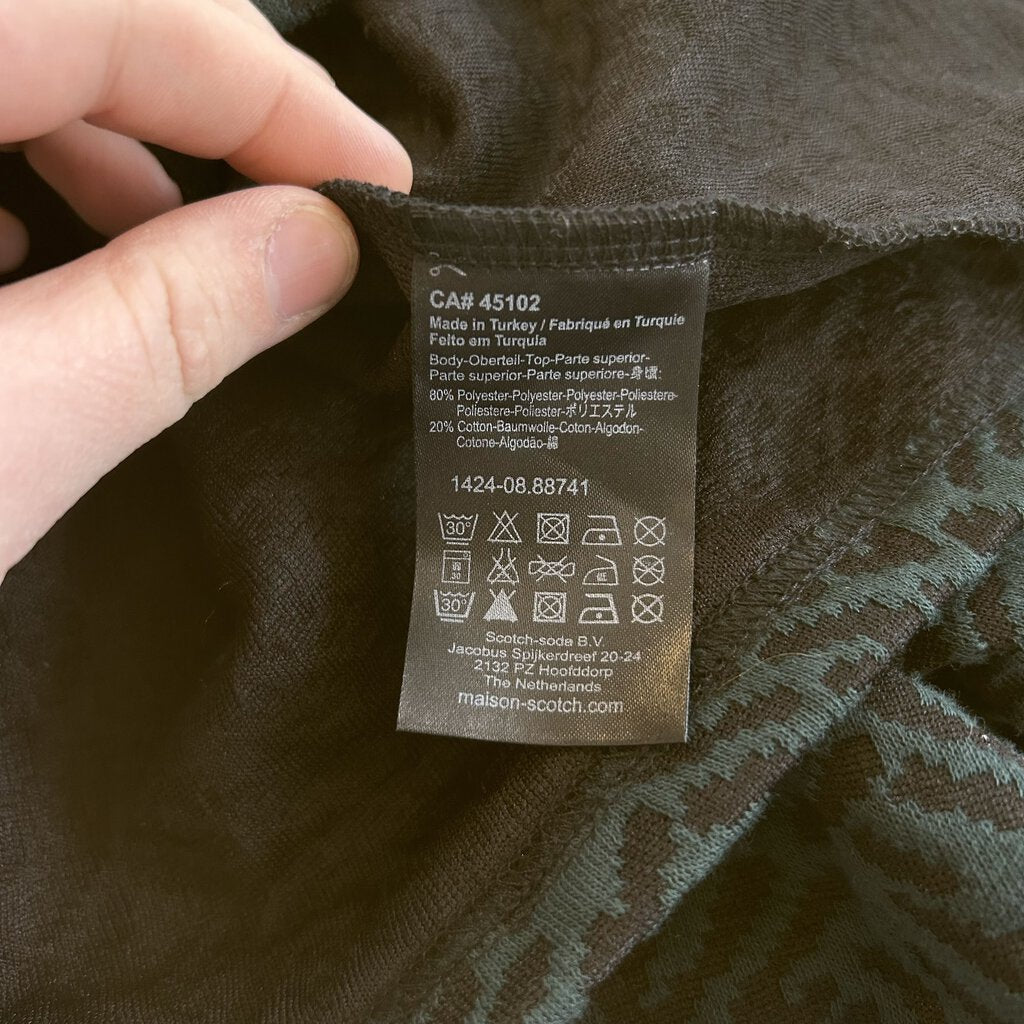 CA# 45102
Made in Turkey / Fabriqué en Turquie
Feito em Turquia
Body-Oberteil-Top-Parte superior-
Parte superior-Parte superiore-身頃:
80% Polyester-Polyester-Polyester-Poliestere-
Poliestere-Poliester-ポリエステル
20% Cotton-Baumwolle-Coton-Algodon-
Cotone-Algodão-綿
1424-08.88741
30°
30
30°
Scotch-soda B.V.
Jacobus Spijkerdreef 20-24
2132 PZ Hoofddorp
The Netherlands
maison-scotch.com